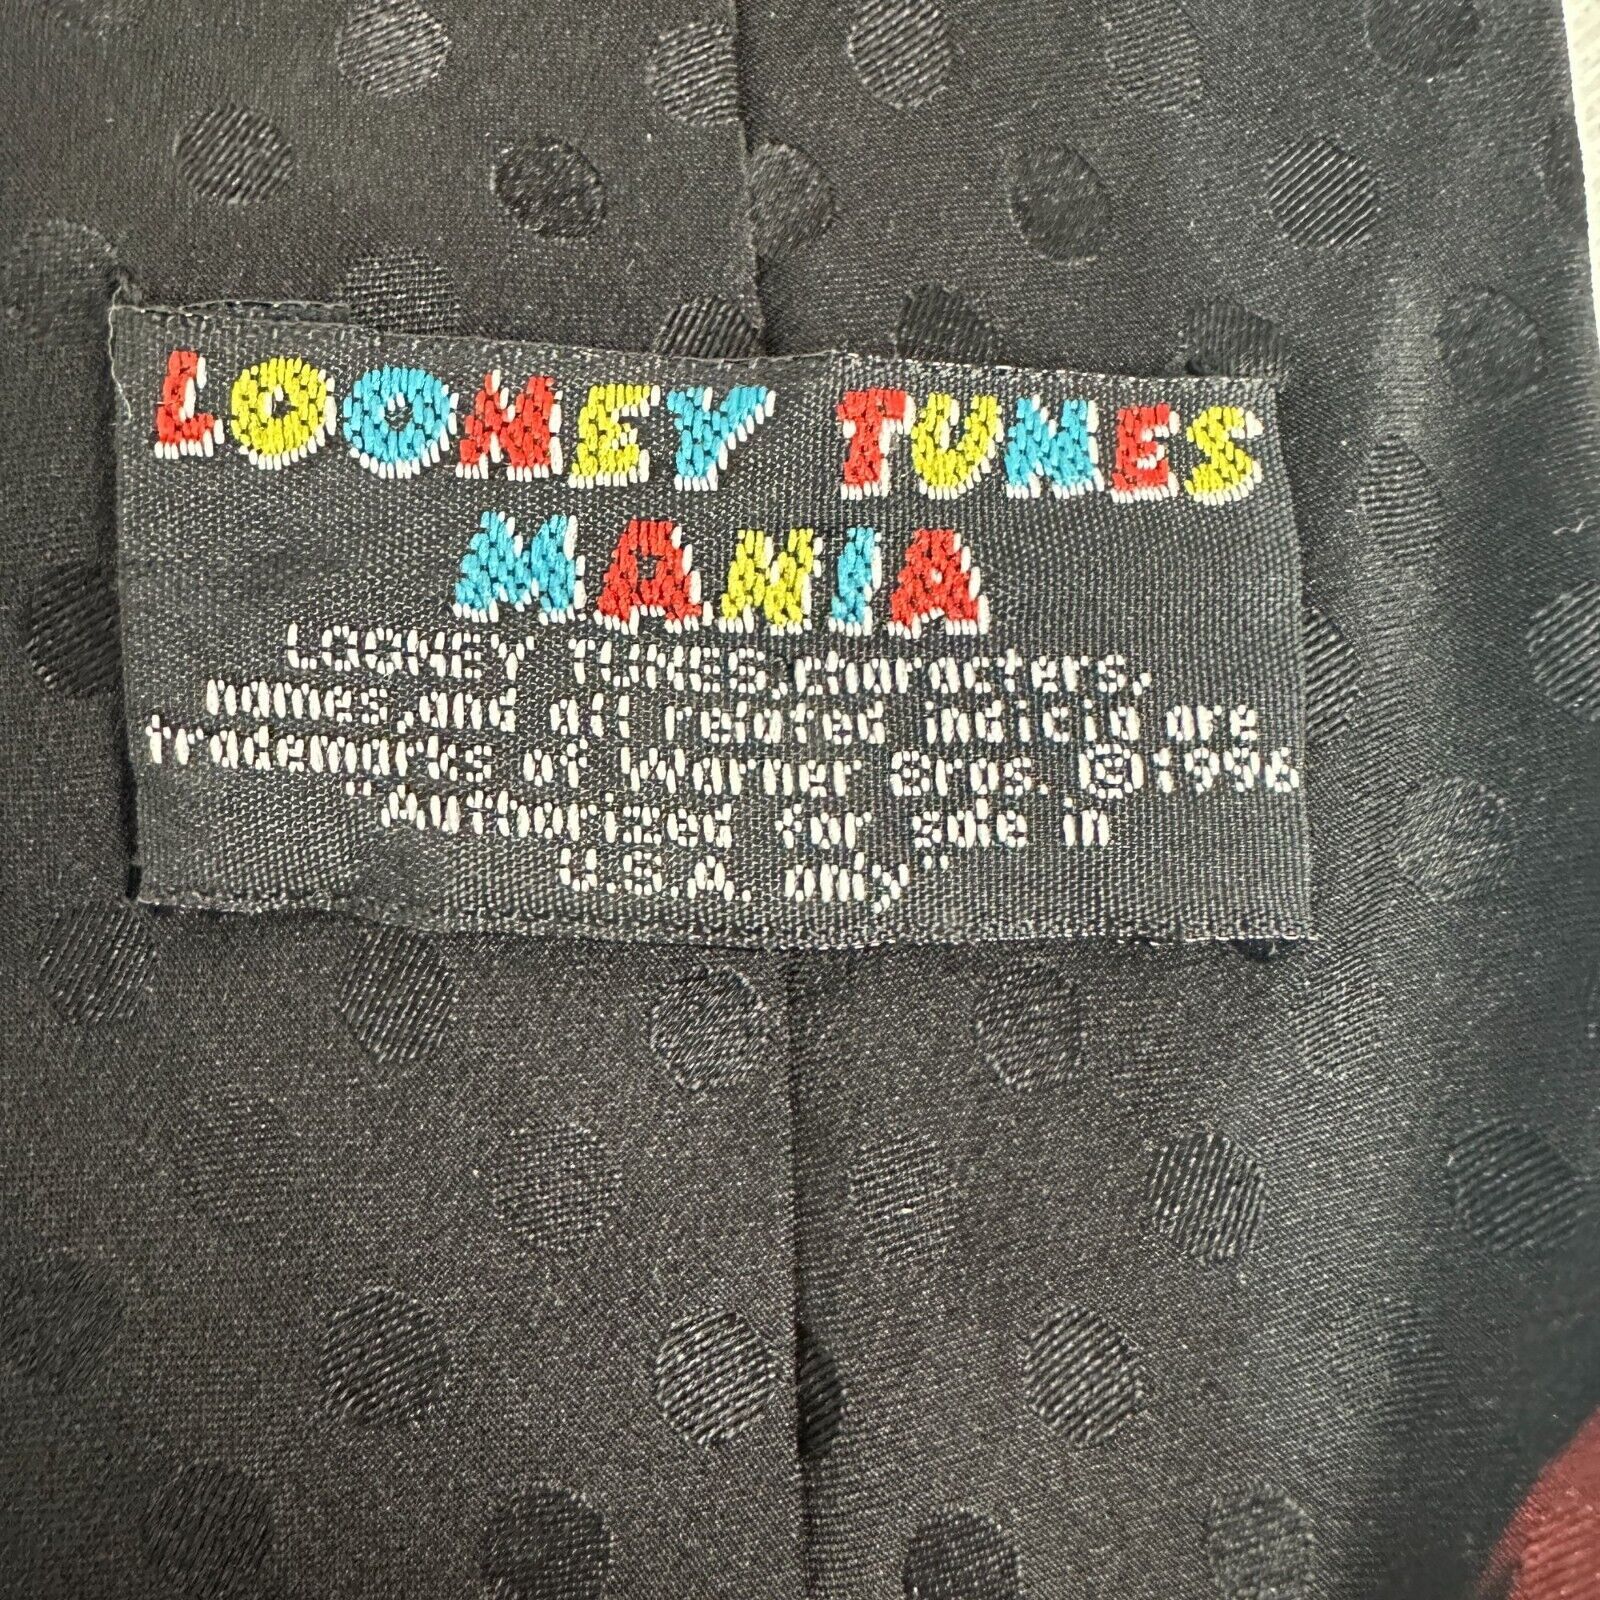 LOONEY TUNES
MANIA
LOONEY TUNES,characters,
names,and all related indicia are
trademarks of Warner Bros. ©1996
"Authorized for sale in
U.S.A. only"